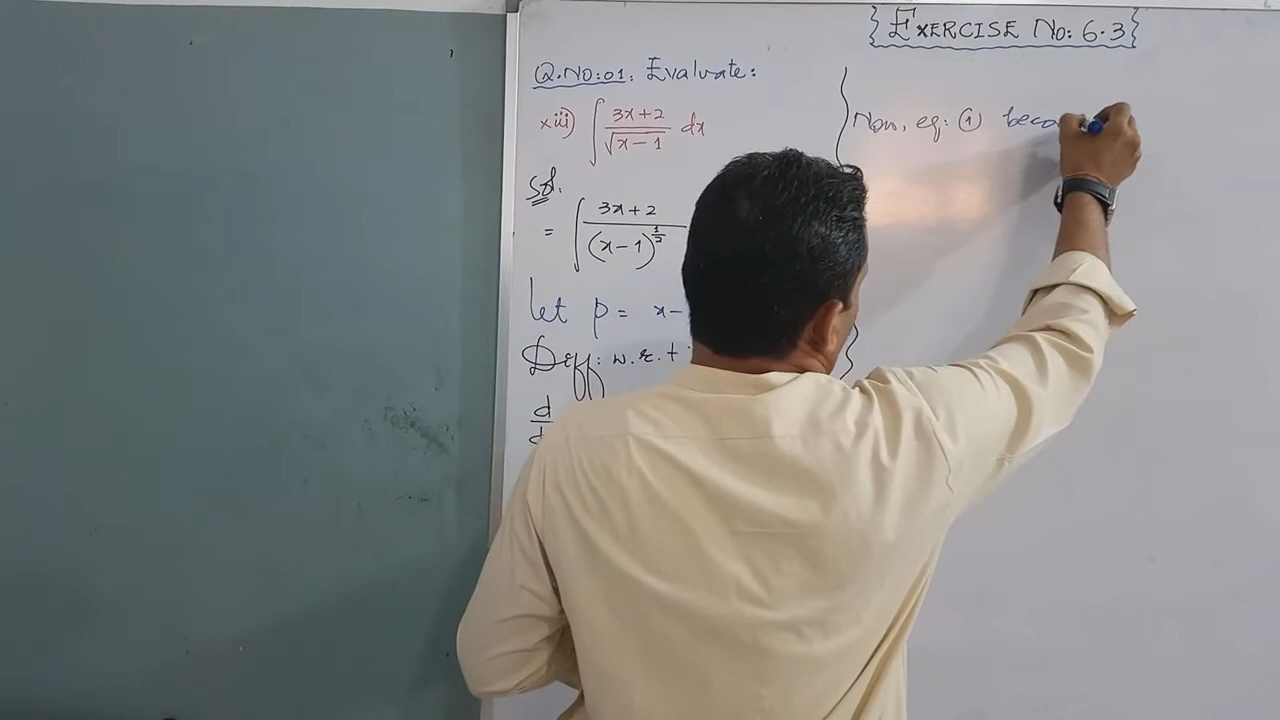 {EXERCISE No: 6.3}
Q.No:01. Evaluate:
xiii) ∫ (3x+2)/√(x-1) dx
Sol:
= ∫ (3x+2)/(x-1)^(1/2)
let p = x-
Deff: w.r.t
d
Now, eq: ① beco